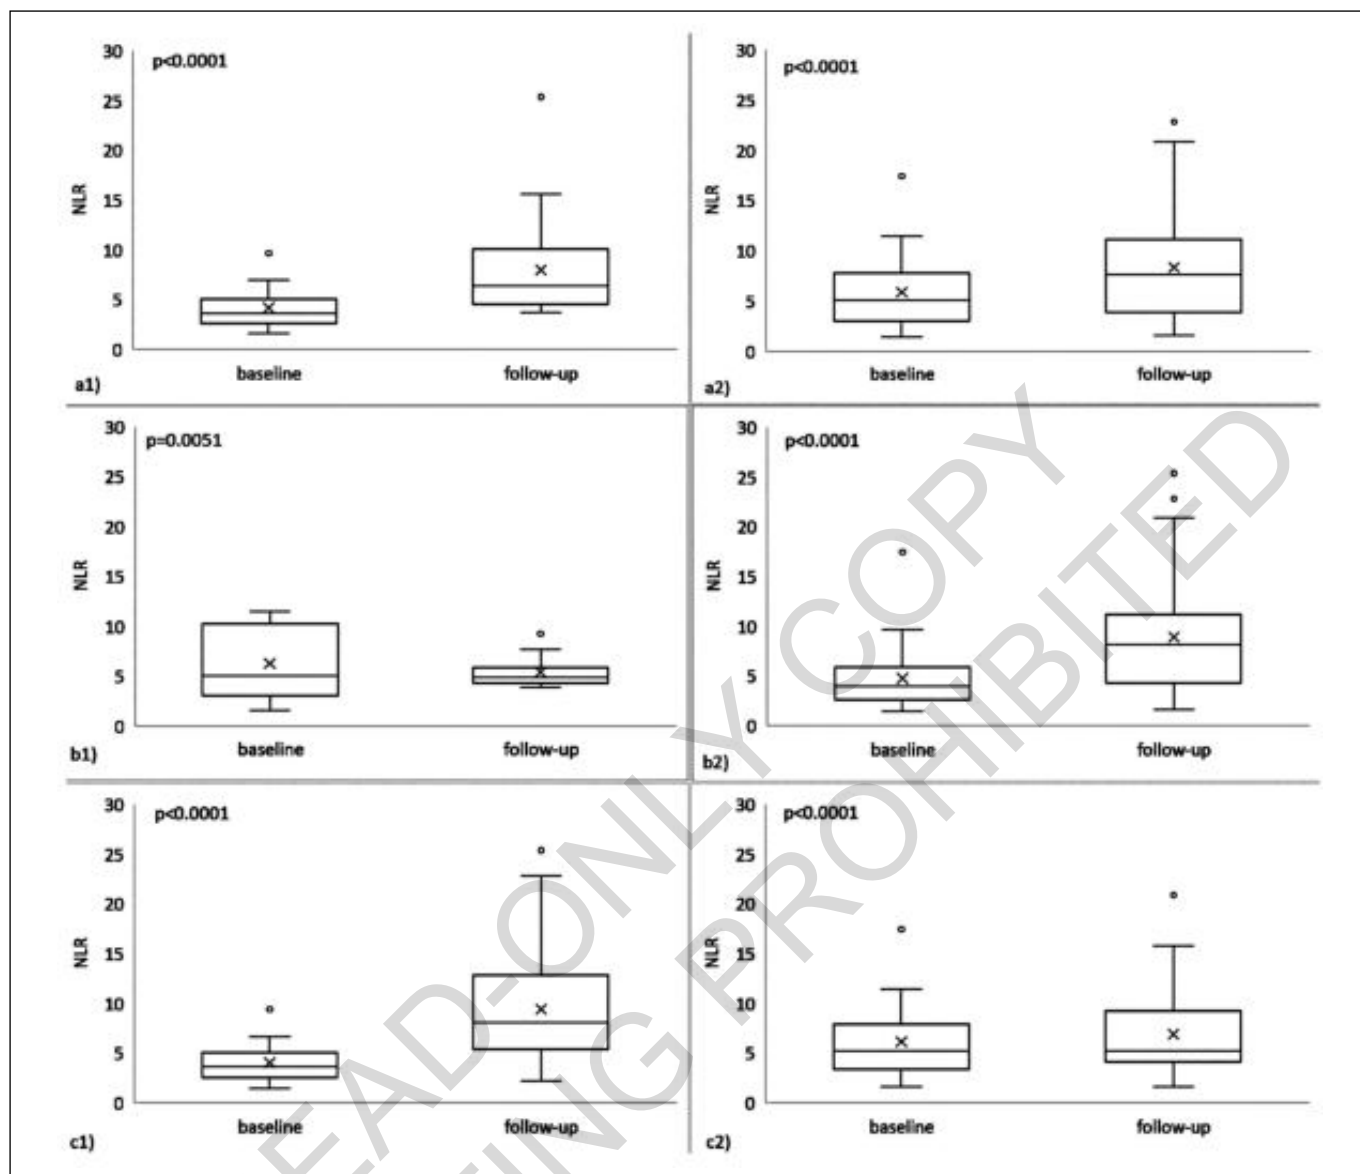 p<0.0001
30
25
20
15
10
5
0
NLR
baseline follow-up
a1)
p<0.0001
30
25
20
15
10
5
0
NLR
baseline follow-up
a2)
p=0.0051
30
25
20
15
10
5
0
NLR
baseline follow-up
b1)
p<0.0001
30
25
20
15
10
5
0
NLR
baseline follow-up
b2)
p<0.0001
30
25
20
15
10
5
0
NLR
baseline follow-up
c1)
p<0.0001
30
25
20
15
10
5
0
NLR
baseline follow-up
c2)
EAD-ONLY COPY
TING PROHIBITED